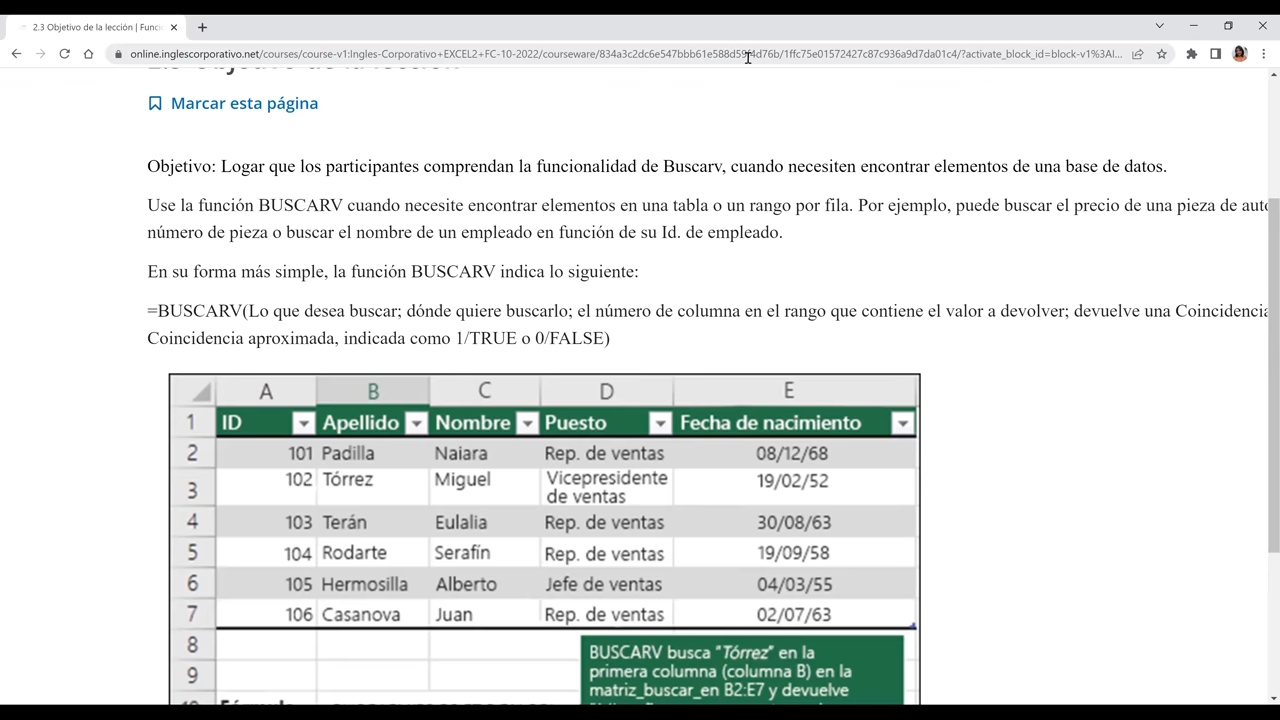 2.3 Objetivo de la lección | Funci
online.inglescorporativo.net/courses/course-v1:Ingles-Corporativo+EXCEL2+FC-10-2022/courseware/
Marcar esta página
Objetivo: Logar que los participantes comprendan la funcionalidad de Buscarv, cuando necesiten encontrar elementos de una base de datos.
Use la función BUSCARV cuando necesite encontrar elementos en una tabla o un rango por fila. Por ejemplo, puede buscar el precio de una pieza de auto
número de pieza o buscar el nombre de un empleado en función de su Id. de empleado.
En su forma más simple, la función BUSCARV indica lo siguiente:
=BUSCARV(Lo que desea buscar; dónde quiere buscarlo; el número de columna en el rango que contiene el valor a devolver; devuelve una Coincidencia
Coincidencia aproximada, indicada como 1/TRUE o 0/FALSE)
A B C D E
1 ID Apellido Nombre Puesto Fecha de nacimiento
2 101 Padilla Naiara Rep. de ventas 08/12/68
3 102 Tórrez Miguel Vicepresidente de ventas 19/02/52
4 103 Terán Eulalia Rep. de ventas 30/08/63
5 104 Rodarte Serafín Rep. de ventas 19/09/58
6 105 Hermosilla Alberto Jefe de ventas 04/03/55
7 106 Casanova Juan Rep. de ventas 02/07/63
8
9
BUSCARV busca "Tórrez" en la
primera columna (columna B) en la
matriz_buscar_en B2:E7 y devuelve